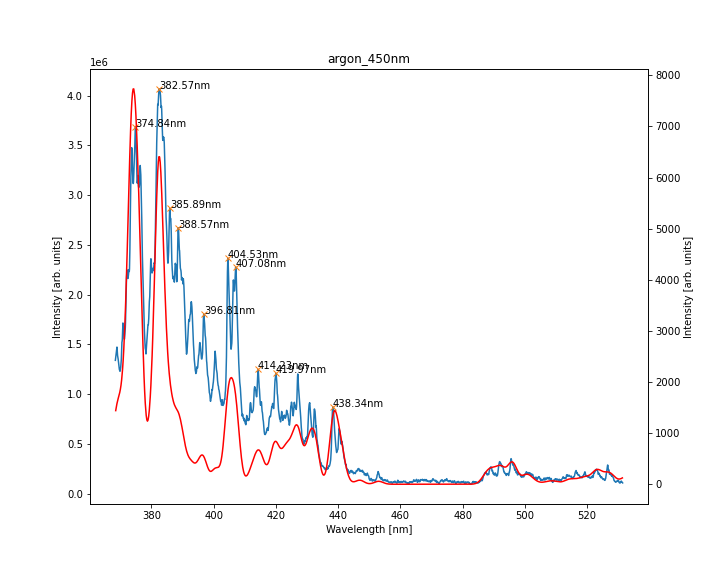 argon_450nm
1e6
8000
382.57nm
4.0
374.84nm
7000
3.5
6000
3.0
385.89nm
5000
388.57nm
2.5
404.53nm
407.08nm
4000
2.0
396.81nm
3000
1.5
414.23nm
419.97nm
2000
1.0
438.34nm
1000
0.5
0
0.0
380
400
420
440
460
480
500
520
Wavelength [nm]
Intensity [arb. units]
Intensity [arb. units]